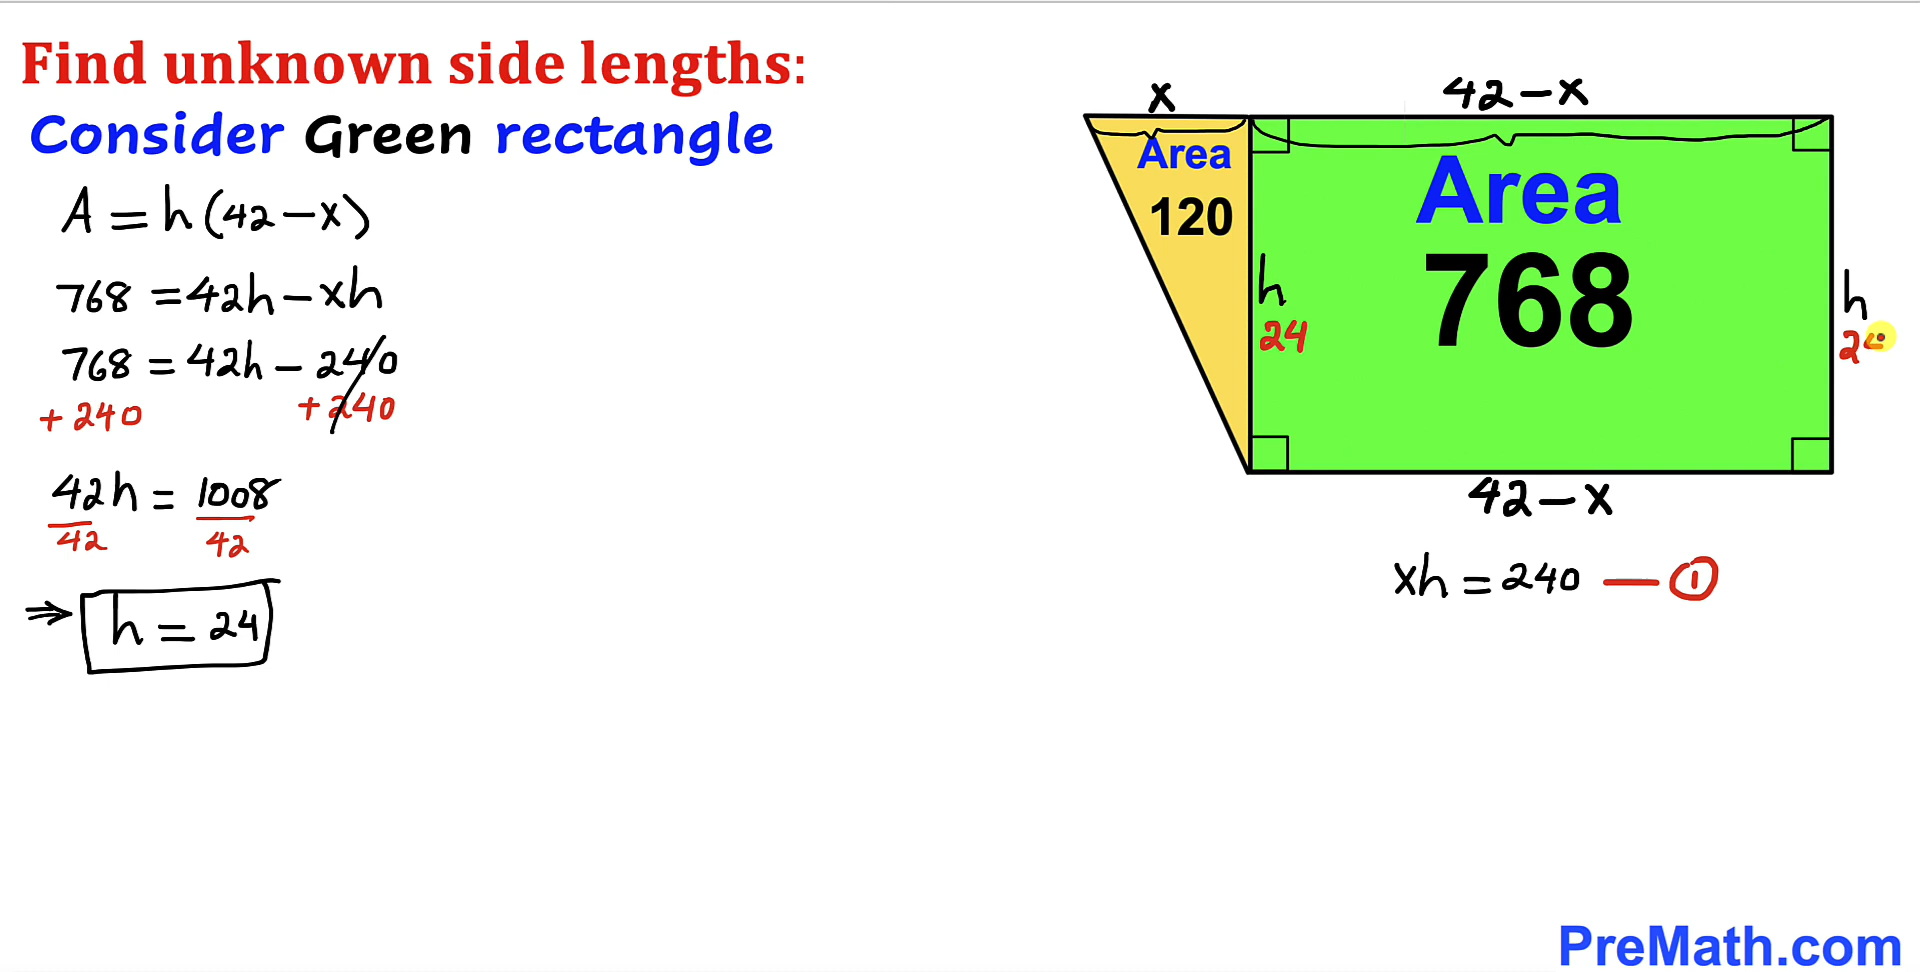 Find unknown side lengths:
Consider Green rectangle
A = h(42-x)
768 = 42h - xh
768 = 42h - 240
+ 240 + 240
42h = 1008
42 42
⇒ h = 24
x 42-x
Area
120
Area
768
h
24
h
42-x
xh = 240 — ①
PreMath.com